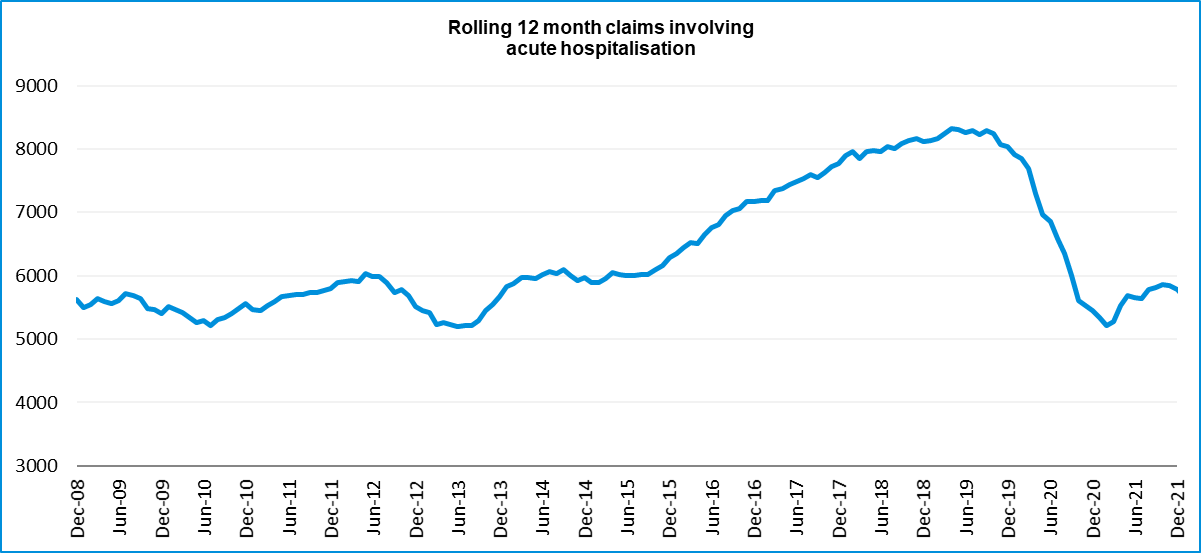 Rolling 12 month claims involving
acute hospitalisation
9000
8000
7000
6000
5000
4000
3000
Dec-08
Jun-09
Dec-09
Jun-10
Dec-10
Jun-11
Dec-11
Jun-12
Dec-12
Jun-13
Dec-13
Jun-14
Dec-14
Jun-15
Dec-15
Jun-16
Dec-16
Jun-17
Dec-17
Jun-18
Dec-18
Jun-19
Dec-19
Jun-20
Dec-20
Jun-21
Dec-21